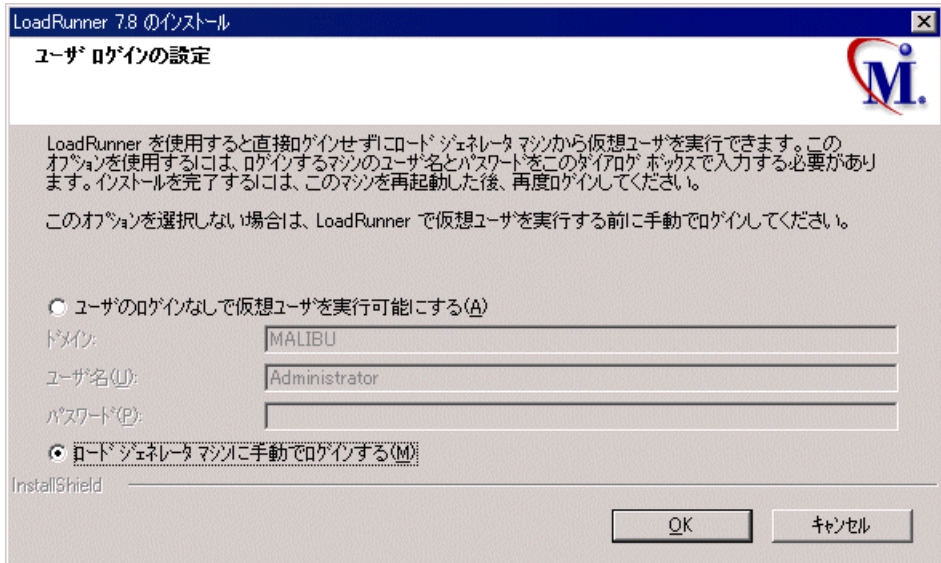 LoadRunner 7.8 のインストール
ユーザ ログインの設定
M.
LoadRunner を使用すると直接ログインせずにロード ジェネレータ マシンから仮想ユーザを実行できます。この
オプションを使用するには、ログインするマシンのユーザ名とパスワードをこのダイアログ ボックスで入力する必要があり
ます。インストールを完了するには、このマシンを再起動した後、再度ログインしてください。
このオプションを選択しない場合は、LoadRunner で仮想ユーザを実行する前に手動でログインしてください。
ユーザのログインなしで仮想ユーザを実行可能にする(A)
ドメイン:
MALIBU
ユーザ名(U):
Administrator
パスワード(P):
ロード ジェネレータ マシンに手動でログインする(M)
InstallShield
OK
キャンセル